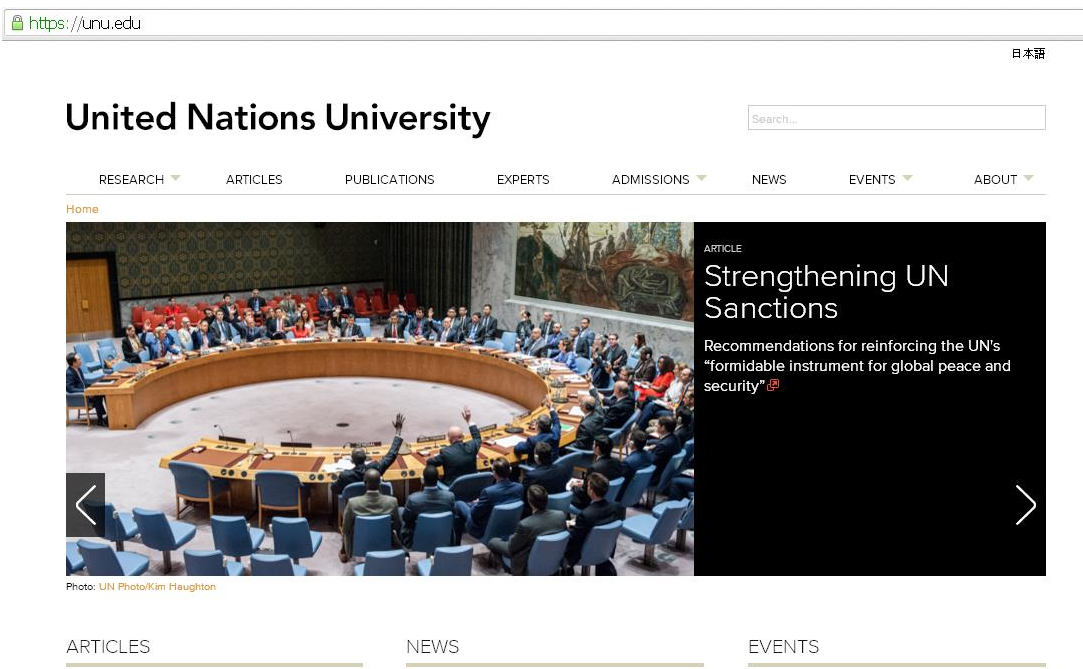 https://unu.edu
日本語
United Nations University
Search...
RESEARCH
ARTICLES
PUBLICATIONS
EXPERTS
ADMISSIONS
NEWS
EVENTS
ABOUT
Home
ARTICLE
Strengthening UN
Sanctions
Recommendations for reinforcing the UN's
“formidable instrument for global peace and
security”
Photo: UN Photo/Kim Haughton
ARTICLES
NEWS
EVENTS